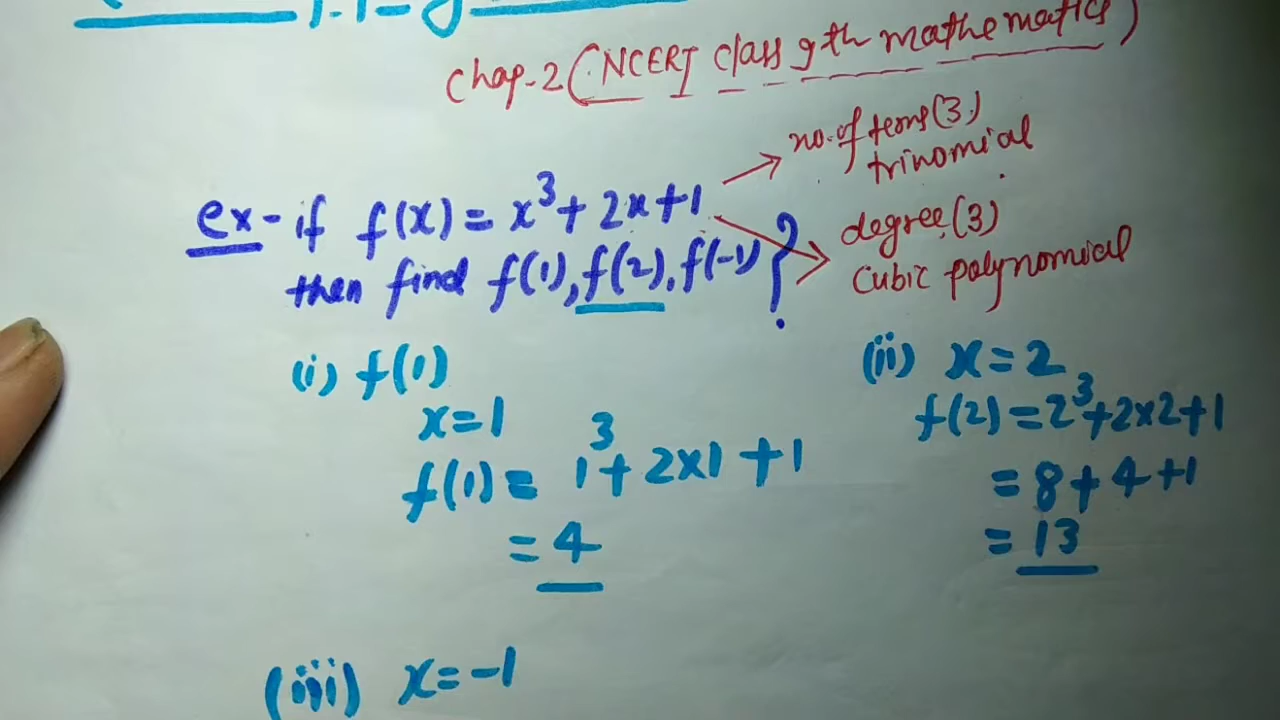 Chap-2 (NCERT class 9th mathematics)
no. of terms(3)
trinomial
ex - if f(x) = x³ + 2x + 1
then find f(1), f(2), f(-1) ?
degree (3)
cubic polynomial
(i) f(1)
x = 1
f(1) = 1³ + 2x1 + 1
= 4
(ii) x = 2
f(2) = 2³ + 2x2 + 1
= 8 + 4 + 1
= 13
(iii) x = -1